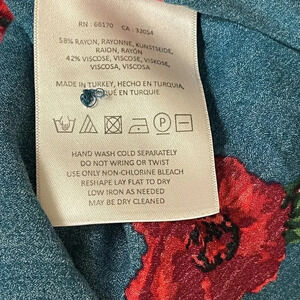 RN : 66170 CA : 32054
58% RAYON, RAYONNE, KUNSTSEIDE,
RAION, RAYÓN
42% VISCOSE, VISCOSE, VISKOSE,
VISCOSA, VISCOSA
MADE IN TURKEY, HECHO EN TURQUIA,
QUÉ EN TURQUIE
P
HAND WASH COLD SEPARATELY
DO NOT WRING OR TWIST
USE ONLY NON-CHLORINE BLEACH
RESHAPE LAY FLAT TO DRY
LOW IRON AS NEEDED
MAY BE DRY CLEANED